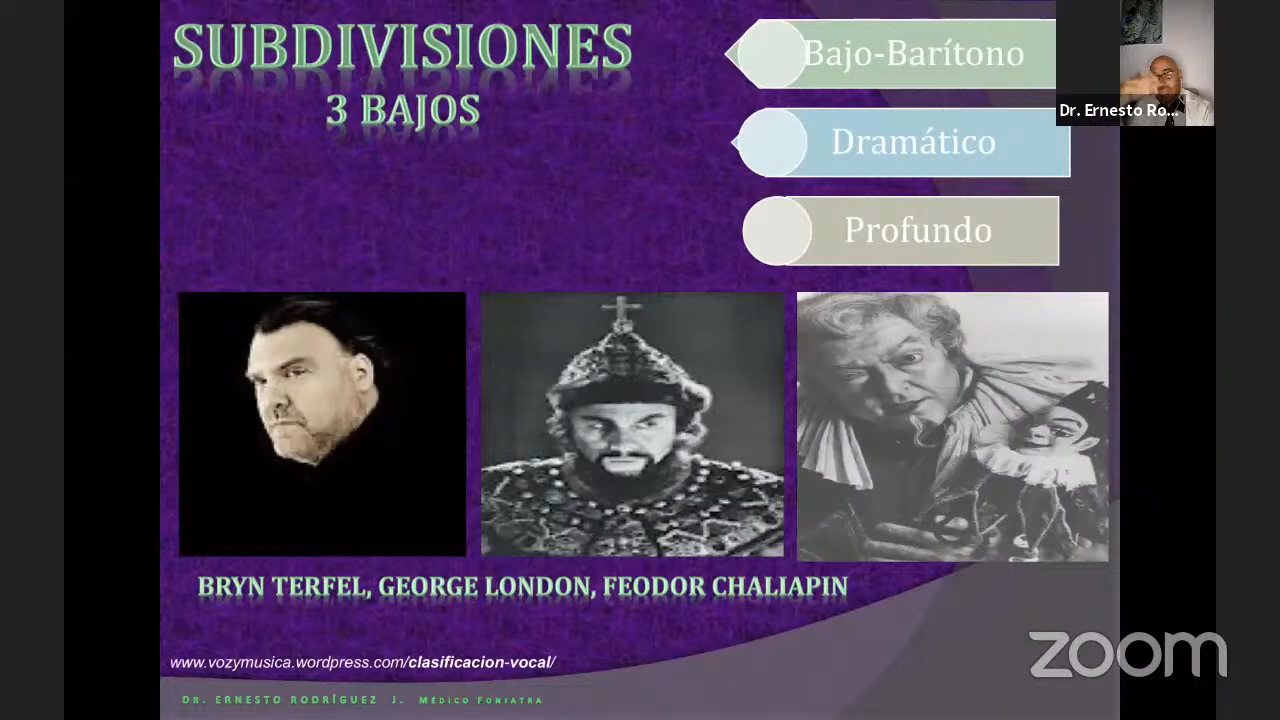 SUBDIVISIONES
3 BAJOS
Bajo-Barítono
Dramático
Profundo
Dr. Ernesto Ro...
BRYN TERFEL, GEORGE LONDON, FEODOR CHALIAPIN
www.vozymusica.wordpress.com/clasificacion-vocal/
DR. ERNESTO RODRÍGUEZ J. MÉDICO FONIATRA
zoom